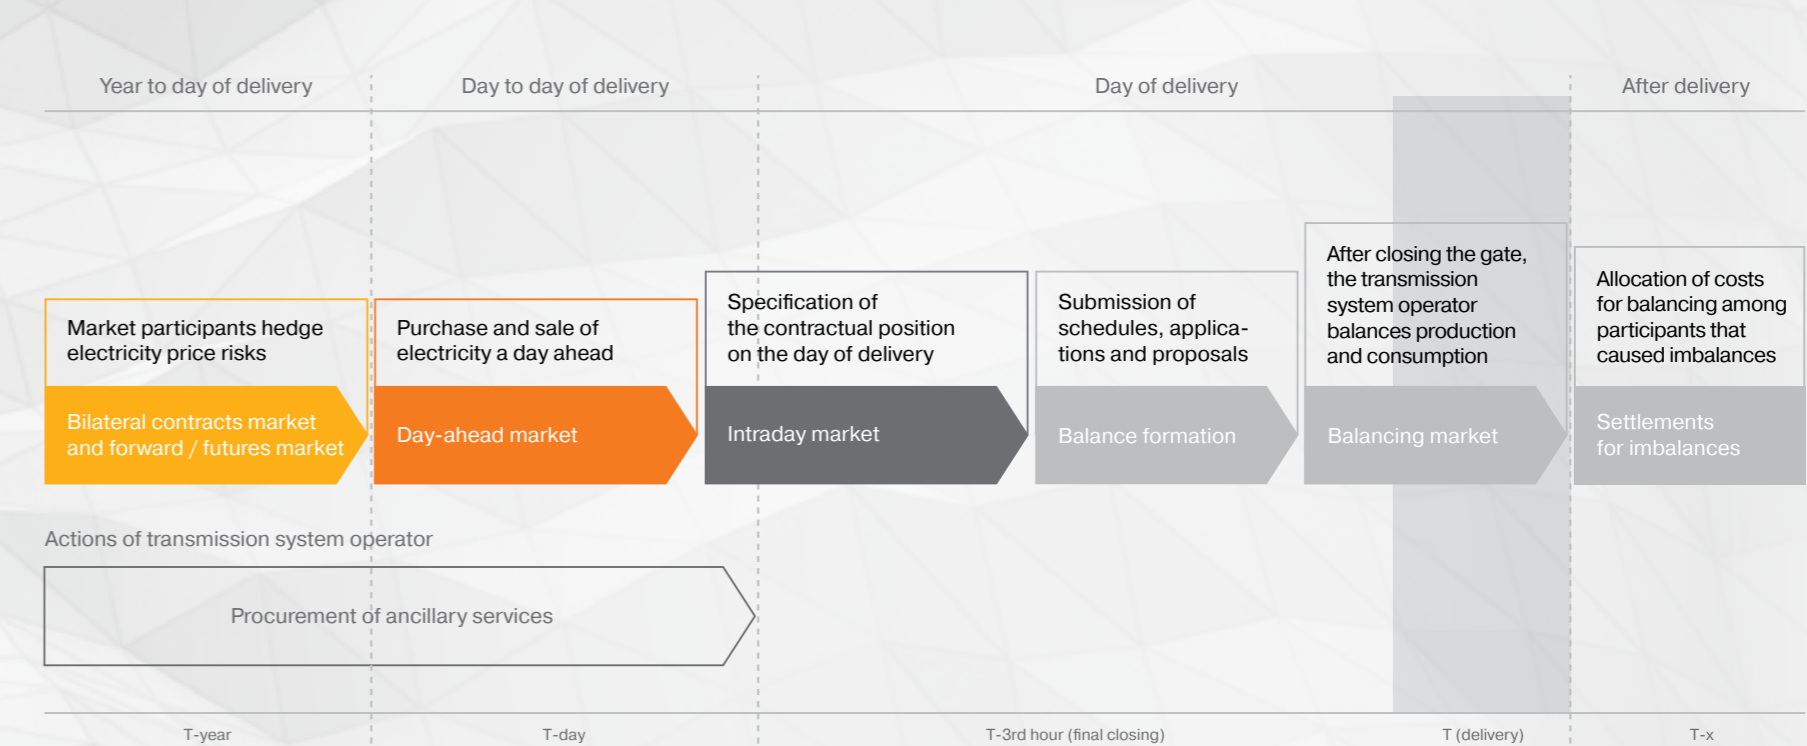 Year to day of delivery
Day to day of delivery
Day of delivery
After delivery
Market participants hedge
electricity price risks
Bilateral contracts market
and forward / futures market
Purchase and sale of
electricity a day ahead
Day-ahead market
Specification of
the contractual position
on the day of delivery
Intraday market
Submission of
schedules, applica-
tions and proposals
Balance formation
After closing the gate,
the transmission
system operator
balances production
and consumption
Balancing market
Allocation of costs
for balancing among
participants that
caused imbalances
Settlements
for imbalances
Actions of transmission system operator
Procurement of ancillary services
T-year
T-day
T-3rd hour (final closing)
T (delivery)
T-x